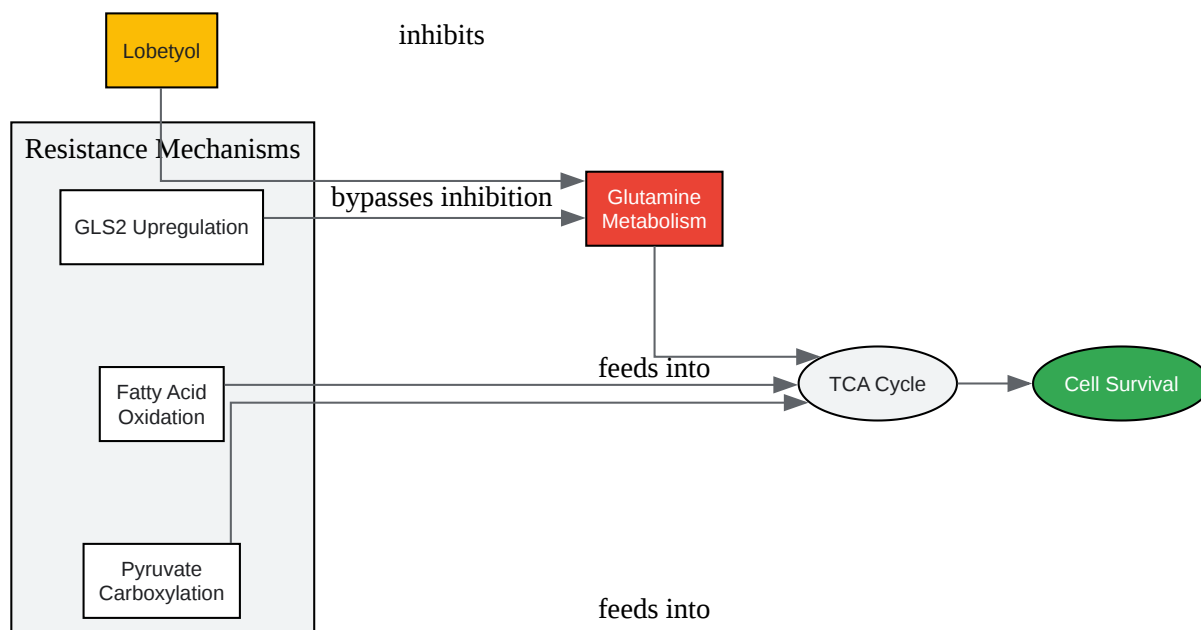 inhibits
Lobetyol
Resistance Mechanisms
bypasses inhibition
Glutamine
Metabolism
GLS2 Upregulation
feeds into
Fatty Acid
Oxidation
TCA Cycle
Cell Survival
Pyruvate
Carboxylation
feeds into